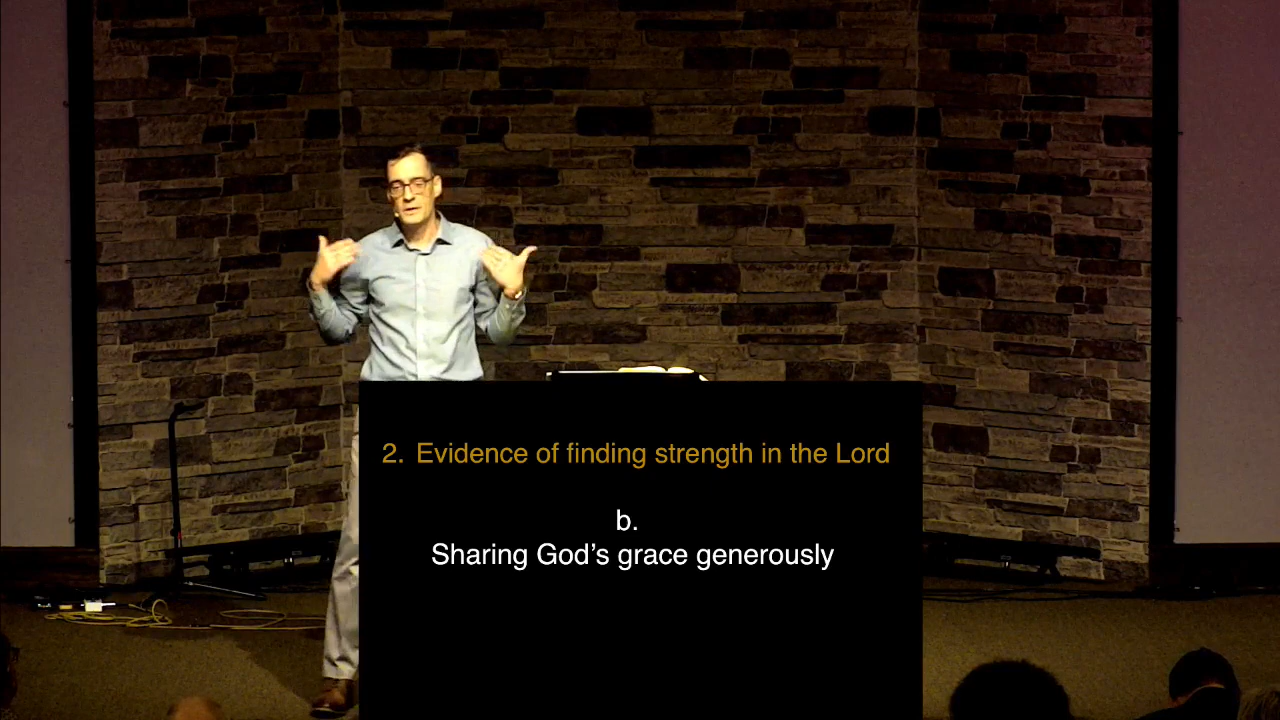 2. Evidence of finding strength in the Lord
b.
Sharing God's grace generously